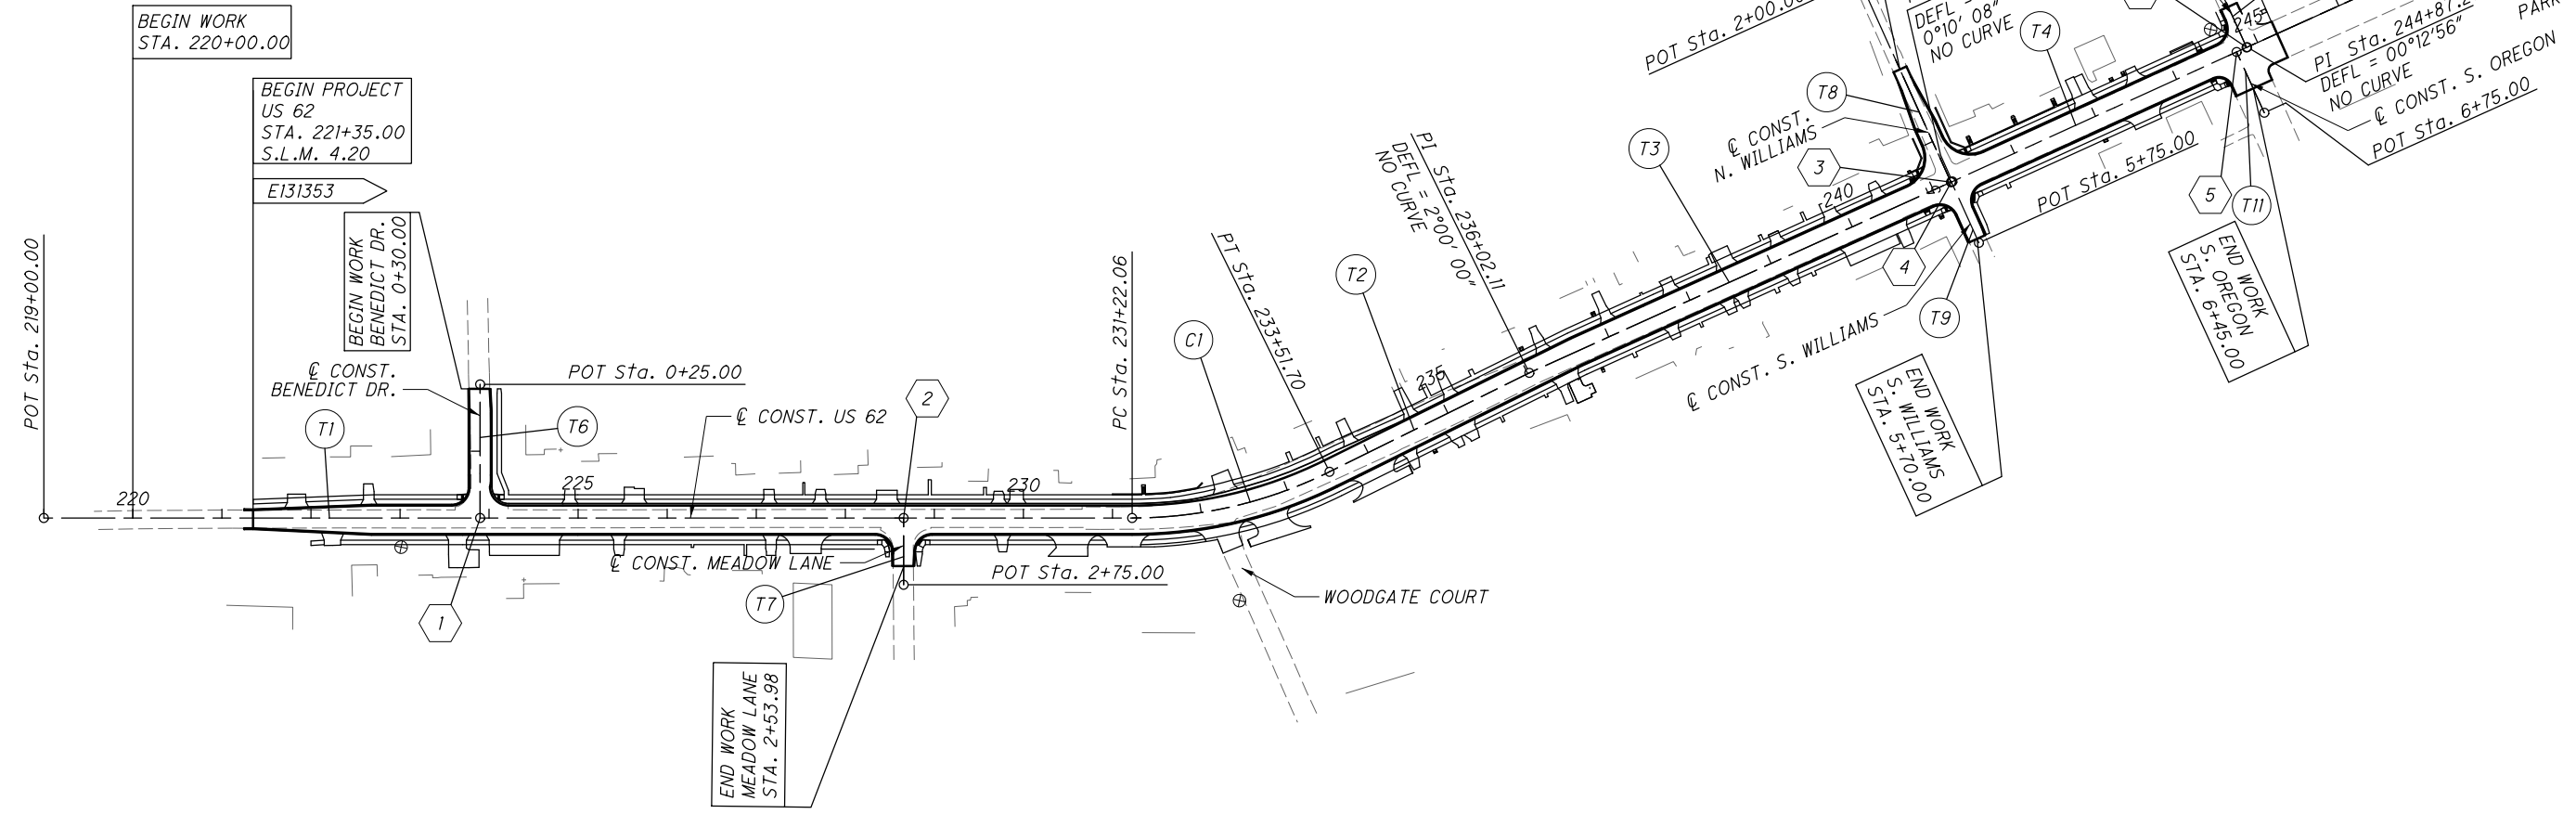 BEGIN WORK
STA. 220+00.00
BEGIN PROJECT
US 62
STA. 221+35.00
S.L.M. 4.20
E131353
POT Sta. 219+00.00
220
BEGIN WORK
BENEDICT DR.
STA. 0+30.00
℄ CONST.
BENEDICT DR.
T1
POT Sta. 0+25.00
T6
℄ CONST. US 62
2
225
230
1
℄ CONST. MEADOW LANE
T7
POT Sta. 2+75.00
END WORK
MEADOW LANE
STA. 2+53.98
PC Sta. 231+22.06
C1
PT Sta. 233+51.70
WOODGATE COURT
T2
235
PI Sta. 236+02.11
DEFL = 2°00' 00"
NO CURVE
T3
240
POT Sta. 2+00.00
℄ CONST.
N. WILLIAMS
T8
3
4
T9
℄ CONST. S. WILLIAMS
END WORK
S. WILLIAMS
STA. 5+70.00
DEFL =
0°10' 08"
NO CURVE
T4
POT Sta. 5+75.00
245
PI Sta. 244+87.2
DEFL = 00°12'56"
NO CURVE
℄ CONST. S. OREGON
POT Sta. 6+75.00
5
T11
END WORK
S. OREGON
STA. 6+45.00